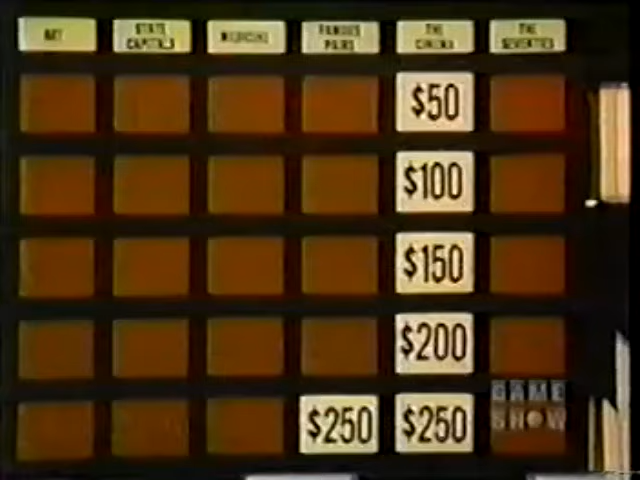 ART
STATE
CAPITALS
MEDICINE
FAMOUS
PAIRS
THE
CINEMA
THE
SEVENTIES
$50
$100
$150
$200
$250
$250
GAME
SHOW